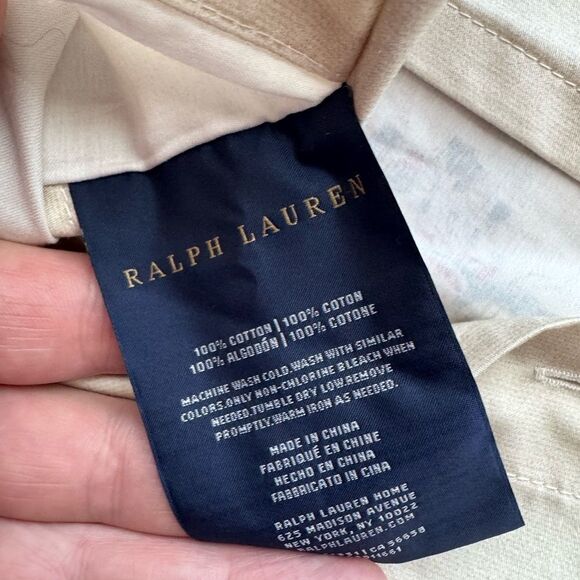 RALPH LAUREN
100% COTTON | 100% COTON
100% ALGODÓN | 100% COTONE
MACHINE WASH COLD.WASH WITH SIMILAR
COLORS.ONLY NON-CHLORINE BLEACH WHEN
NEEDED.TUMBLE DRY LOW.REMOVE
PROMPTLY.WARM IRON AS NEEDED.
MADE IN CHINA
FABRIQUÉ EN CHINE
HECHO EN CHINA
FABBRICATO IN CINA
RALPH LAUREN HOME
625 MADISON AVENUE
NEW YORK, NY 10022
RALPHLAUREN.COM
CA 36638